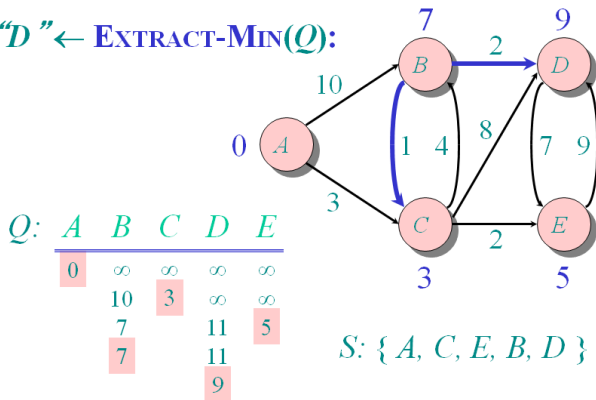 “D” ← EXTRACT-MIN(Q):
7
9
2
B
D
10
0
A
1
4
8
7
9
3
C
E
2
3
5
Q: A B C D E
0 ∞ ∞ ∞ ∞
10 3 ∞ ∞
7 11 5
7 11
9
S: { A, C, E, B, D }